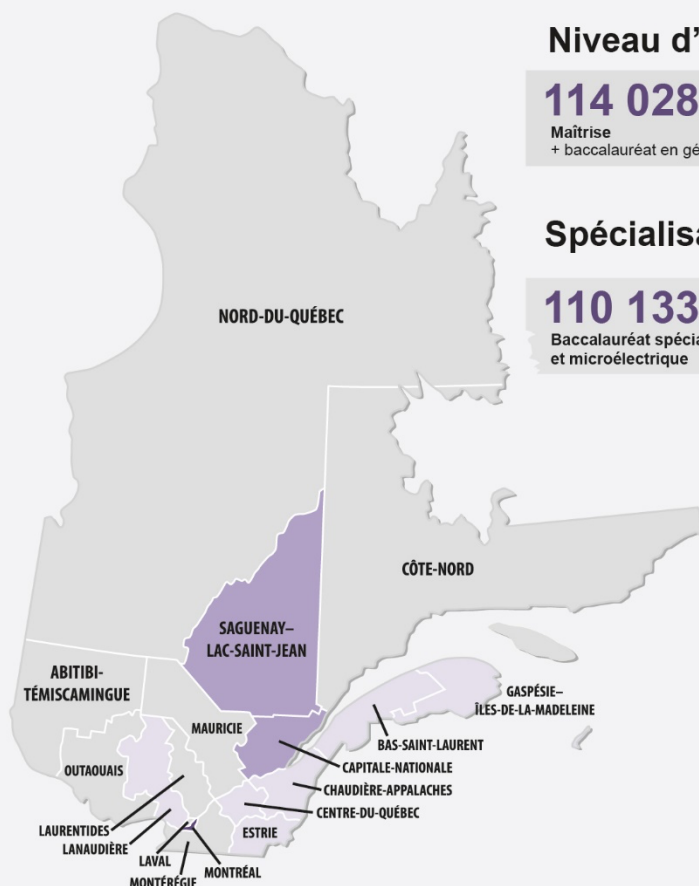 Niveau d'
114 028
Maîtrise
+ baccalauréat en gé
Spécialisa
110 133
Baccalauréat spécia
et microélectrique
NORD-DU-QUÉBEC
CÔTE-NORD
SAGUENAY–
LAC-SAINT-JEAN
ABITIBI-
TÉMISCAMINGUE
MAURICIE
OUTAOUAIS
GASPÉSIE–
ÎLES-DE-LA-MADELEINE
BAS-SAINT-LAURENT
CAPITALE-NATIONALE
CHAUDIÈRE-APPALACHES
CENTRE-DU-QUÉBEC
ESTRIE
LAURENTIDES
LANAUDIÈRE
LAVAL
MONTRÉAL
MONTÉRÉGIE